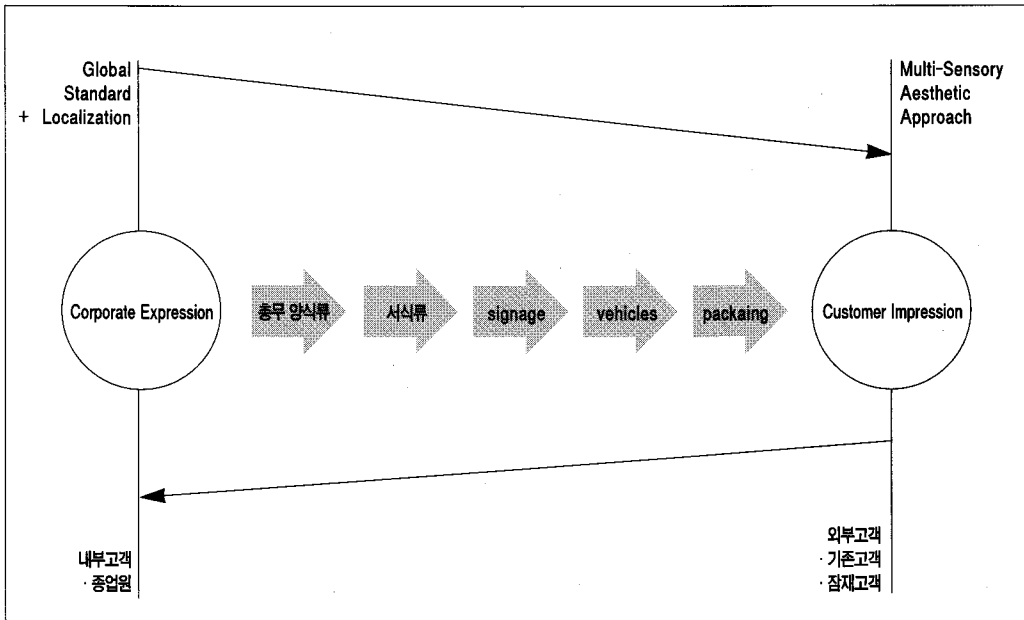 Global
Standard
+ Localization
Multi-Sensory
Aesthetic
Approach
Corporate Expression
총무 양식류
서식류
signage
vehicles
packaing
Customer Impression
내부고객
· 종업원
외부고객
· 기존고객
· 잠재고객